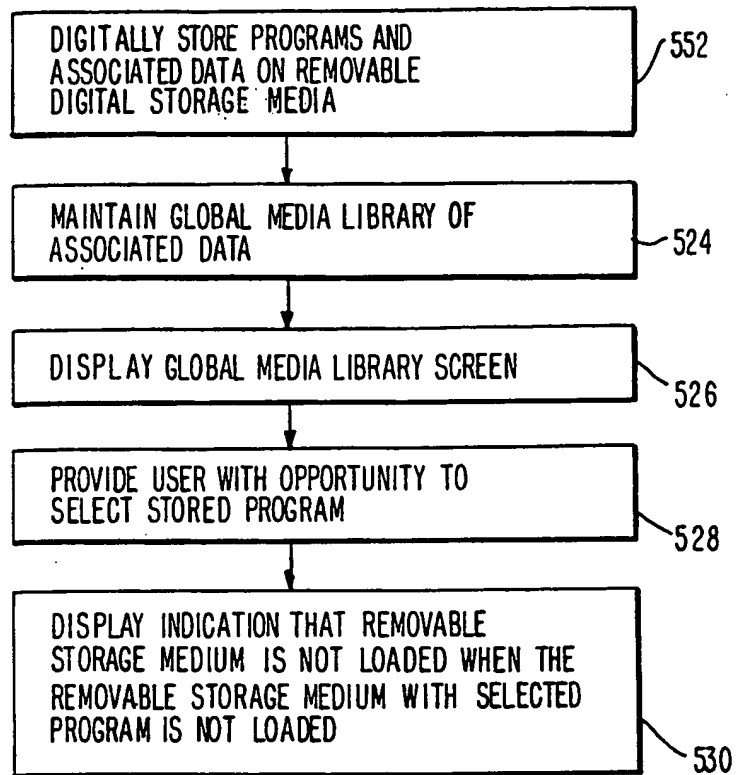 DIGITALLY STORE PROGRAMS AND
ASSOCIATED DATA ON REMOVABLE
DIGITAL STORAGE MEDIA
552
MAINTAIN GLOBAL MEDIA LIBRARY OF
ASSOCIATED DATA
524
DISPLAY GLOBAL MEDIA LIBRARY SCREEN
526
PROVIDE USER WITH OPPORTUNITY TO
SELECT STORED PROGRAM
528
DISPLAY INDICATION THAT REMOVABLE
STORAGE MEDIUM IS NOT LOADED WHEN THE
REMOVABLE STORAGE MEDIUM WITH SELECTED
PROGRAM IS NOT LOADED
530